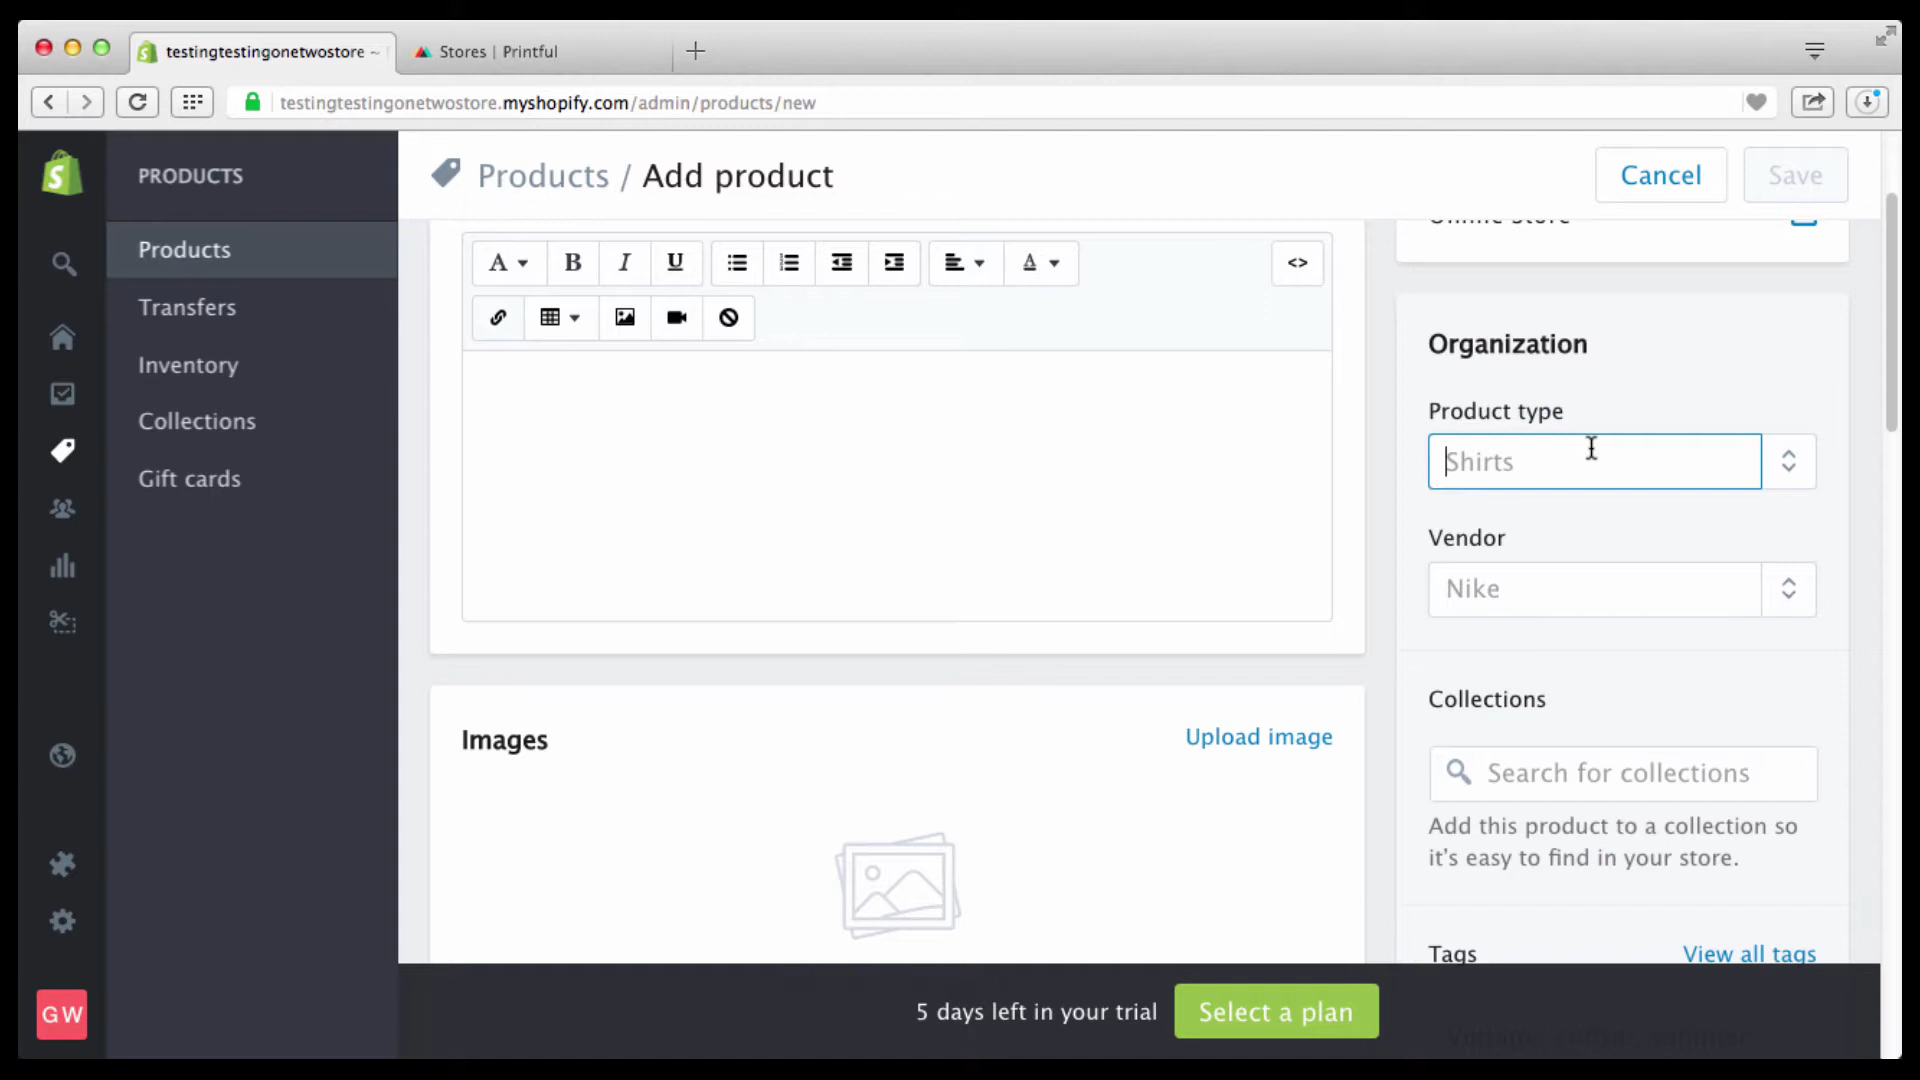 testingtestingonetwostore ~
Stores | Printful
testingtestingonetwostore.myshopify.com/admin/products/new
PRODUCTS
Products
Transfers
Inventory
Collections
Gift cards
GW
Products / Add product
Cancel
Save
Online Store
Organization
Product type
Shirts
Vendor
Nike
Collections
Search for collections
Add this product to a collection so
it's easy to find in your store.
Tags
View all tags
Images
Upload image
5 days left in your trial
Select a plan